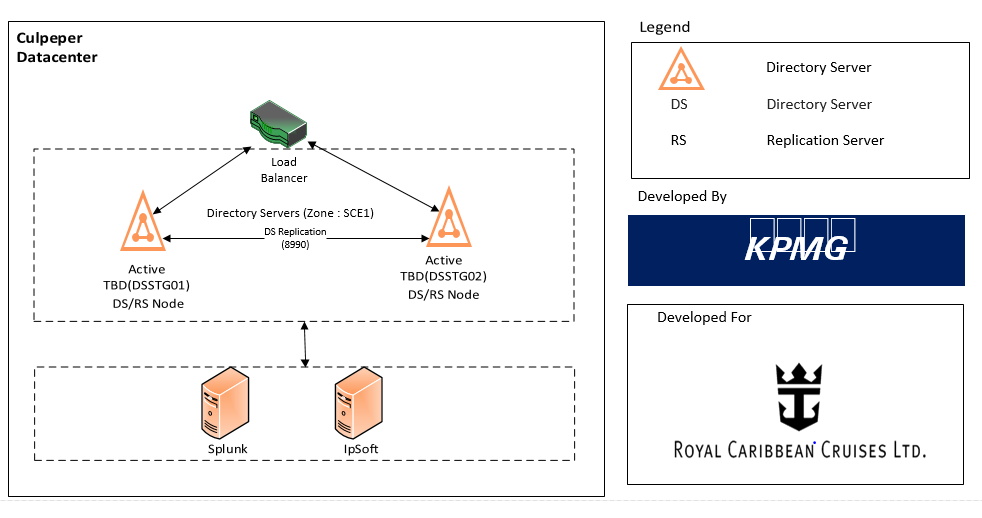 Culpeper
Datacenter
Load
Balancer
Directory Servers (Zone : SCE1)
DS Replication
(8990)
Active
TBD(DSSTG01)
DS/RS Node
Active
TBD(DSSTG02)
DS/RS Node
Splunk
IpSoft
Legend
Directory Server
DS Directory Server
RS Replication Server
Developed By
KPMG
Developed For
ROYAL CARIBBEAN CRUISES LTD.